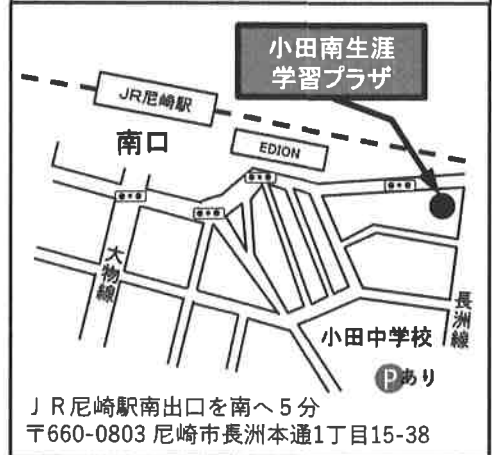 小田南生涯
学習プラザ
JR尼崎駅
南口
EDION
大物線
長洲線
小田中学校
Pあり
JR尼崎駅南出口を南へ5分
〒660-0803 尼崎市長洲本通1丁目15-38